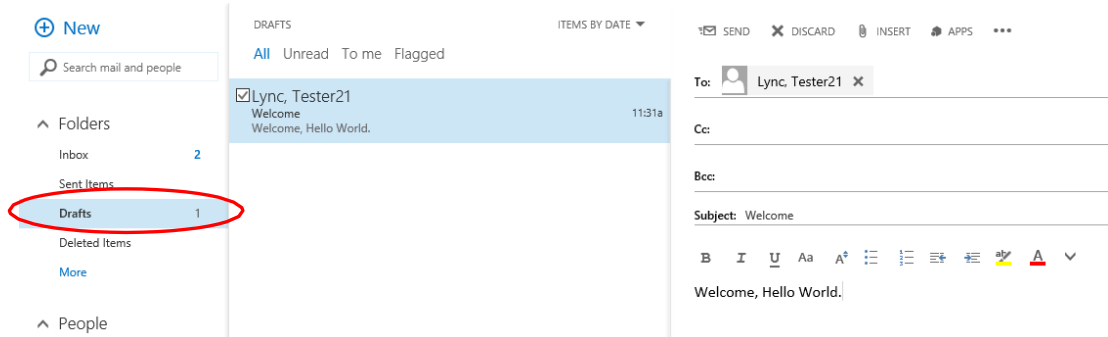 New
Search mail and people
Folders
Inbox 2
Sent Items
Drafts 1
Deleted Items
More
People
DRAFTS ITEMS BY DATE
All Unread To me Flagged
Lync, Tester21
Welcome 11:31a
Welcome, Hello World.
SEND DISCARD INSERT APPS •••
To: Lync, Tester21
Cc:
Bcc:
Subject: Welcome
B I U Aa A ab A
Welcome, Hello World.